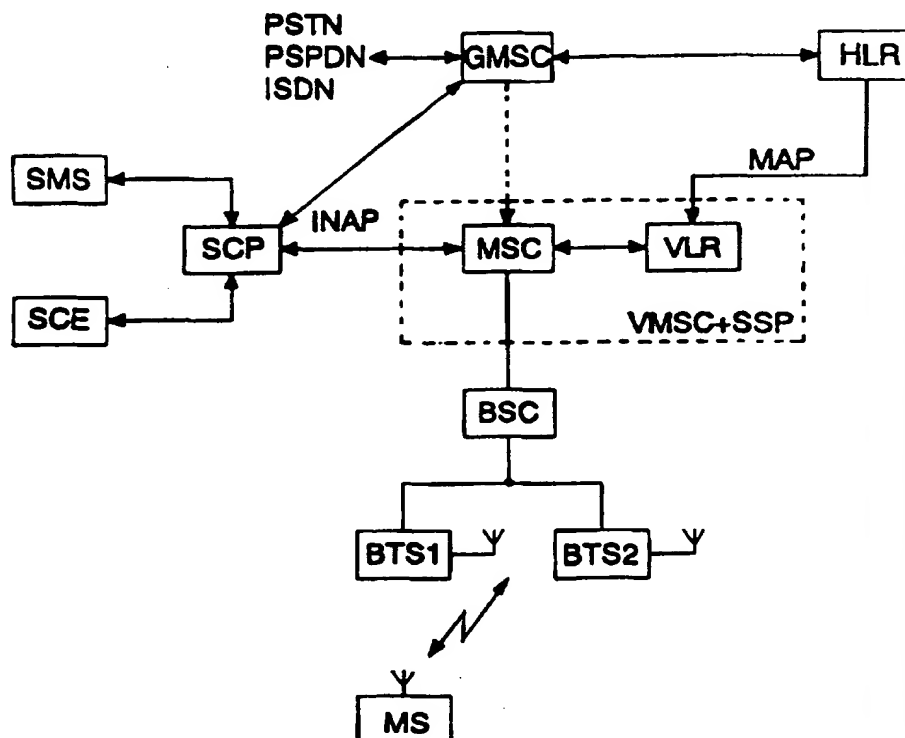 PSTN
PSPDN
ISDN
GMSC
HLR
MAP
SMS
INAP
SCP
MSC
VLR
SCE
VMSC+SSP
BSC
BTS1
BTS2
MS